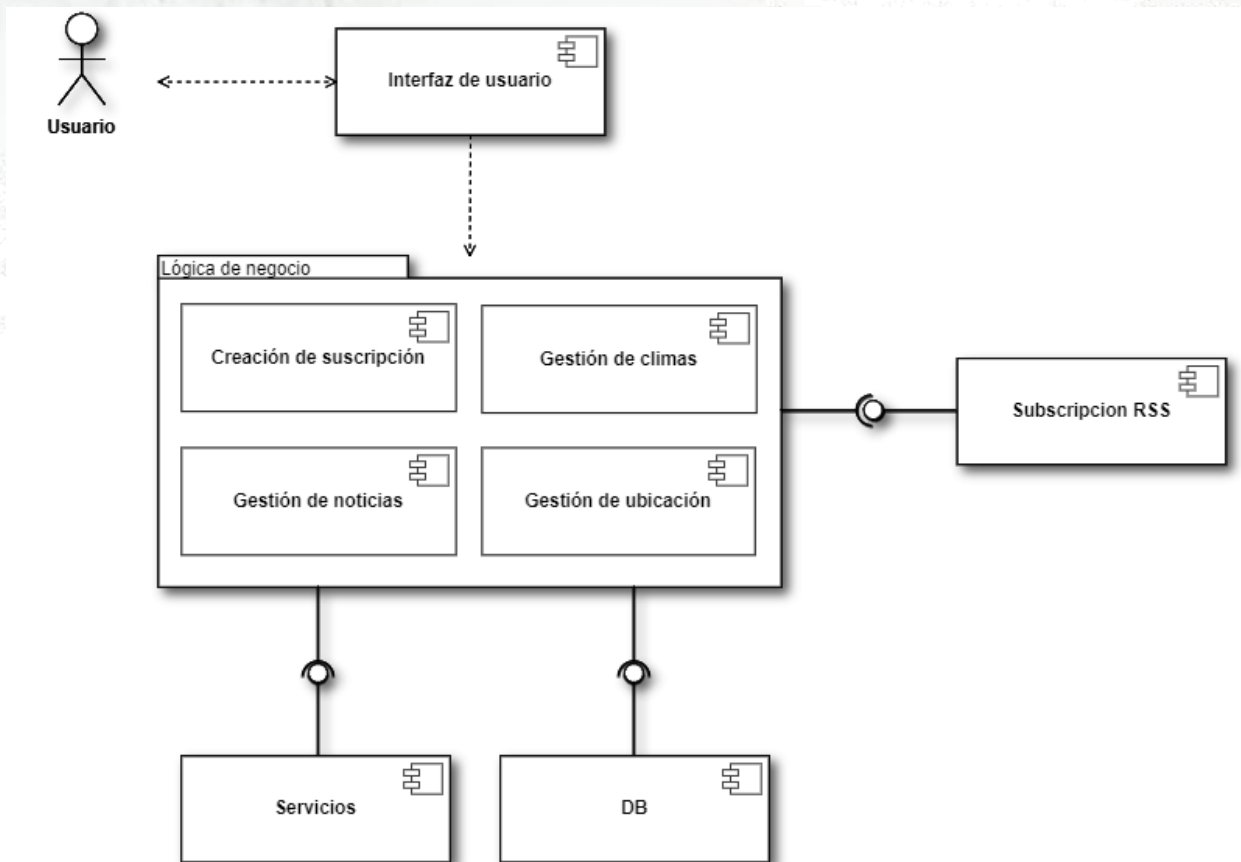 Usuario
Interfaz de usuario
Lógica de negocio
Creación de suscripción
Gestión de climas
Gestión de noticias
Gestión de ubicación
Subscripcion RSS
Servicios
DB